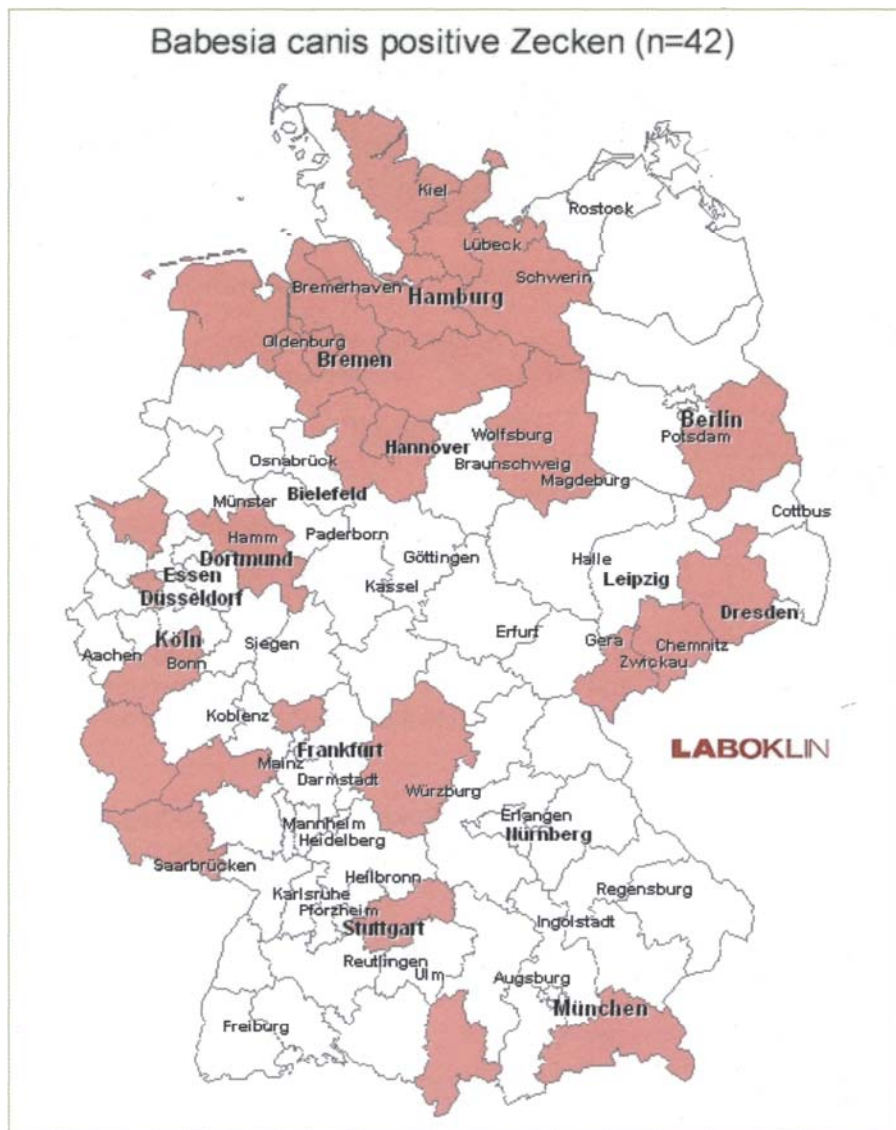 Babesia canis positive Zecken (n=42)
Kiel
Rostock
Lübeck
Schwerin
Bremerhaven
Hamburg
Oldenburg
Bremen
Berlin
Potsdam
Wolfsburg
Hannover
Osnabrück
Braunschweig
Magdeburg
Bielefeld
Münster
Cottbus
Hamm
Paderborn
Dortmund
Göttingen
Halle
Essen
Leipzig
Kassel
Düsseldorf
Dresden
Erfurt
Köln
Gera
Chemnitz
Siegen
Aachen
Bonn
Zwickau
Koblenz
Frankfurt
LABOKLIN
Mainz
Darmstadt
Würzburg
Erlangen
Mannheim
Nürnberg
Heidelberg
Saarbrücken
Heilbronn
Regensburg
Karlsruhe
Pforzheim
Ingolstadt
Stuttgart
Reutlingen
Ulm
Augsburg
München
Freiburg